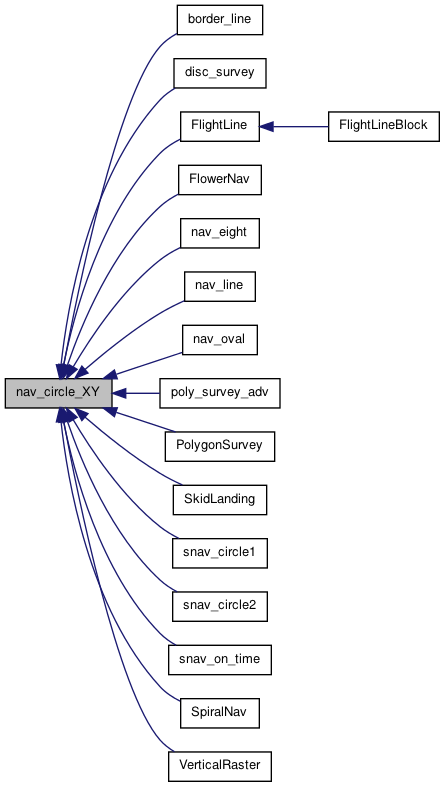 border_line
disc_survey
FlightLine
FlightLineBlock
FlowerNav
nav_eight
nav_line
nav_oval
nav_circle_XY
poly_survey_adv
PolygonSurvey
SkidLanding
snav_circle1
snav_circle2
snav_on_time
SpiralNav
VerticalRaster